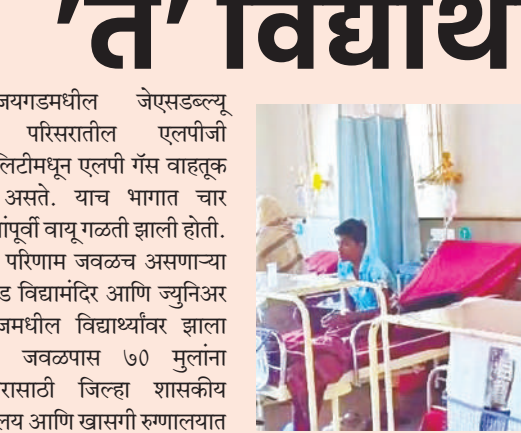 'त' विद्यार्थ
जयगडमधील जेएसडब्ल्यू
परिसरातील एलपीजी
लिटीमधून एलपी गॅस वाहतूक
असते. याच भागात चार
ांपूर्वी वायू गळती झाली होती.
परिणाम जवळच असणाऱ्या
ड विद्यामंदिर आणि ज्युनिअर
जमधील विद्यार्थ्यांवर झाला
जवळपास ७० मुलांना
रासाठी जिल्हा शासकीय
लय आणि खासगी रुग्णालयात